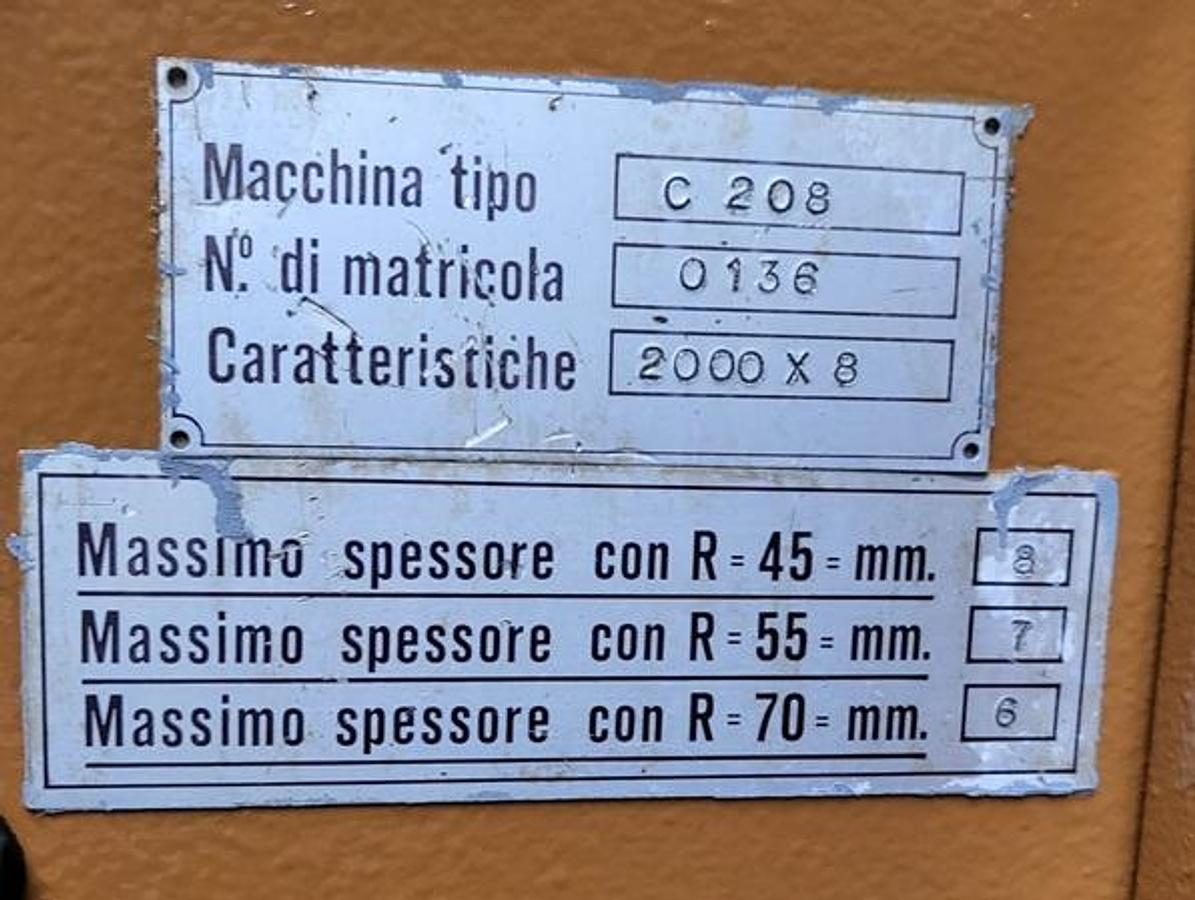 Macchina tipo C 208
N.º di matricola 0136
Caratteristiche 2000 X 8
Massimo spessore con R = 45 = mm. 8
Massimo spessore con R = 55 = mm. 7
Massimo spessore con R = 70 = mm. 6